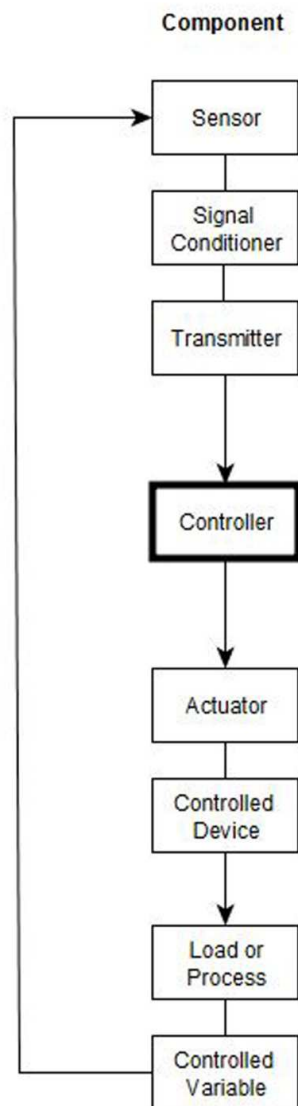 Component
Sensor
Signal
Conditioner
Transmitter
Controller
Actuator
Controlled
Device
Load or
Process
Controlled
Variable